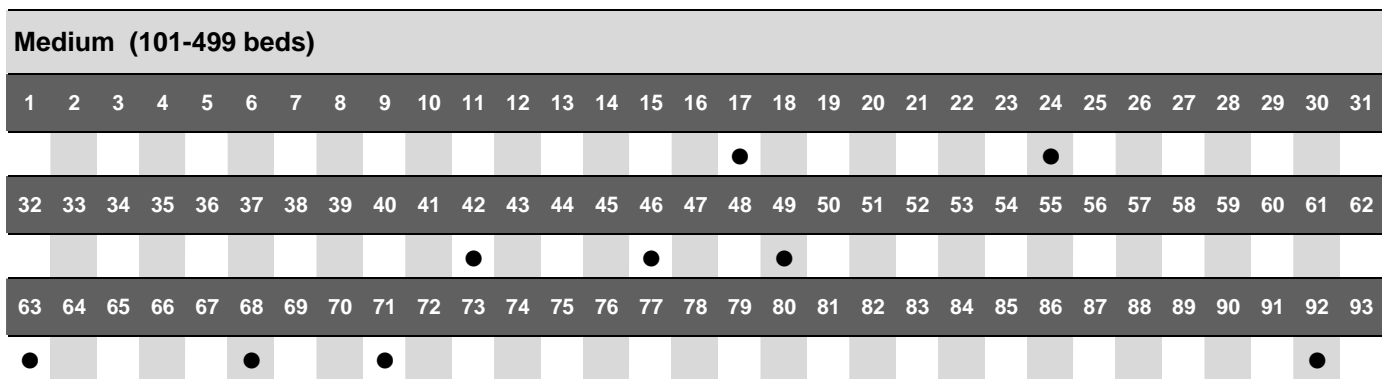 Medium (101-499 beds)
1 2 3 4 5 6 7 8 9 10 11 12 13 14 15 16 17 18 19 20 21 22 23 24 25 26 27 28 29 30 31
● ●
32 33 34 35 36 37 38 39 40 41 42 43 44 45 46 47 48 49 50 51 52 53 54 55 56 57 58 59 60 61 62
● ● ●
63 64 65 66 67 68 69 70 71 72 73 74 75 76 77 78 79 80 81 82 83 84 85 86 87 88 89 90 91 92 93
● ● ● ●